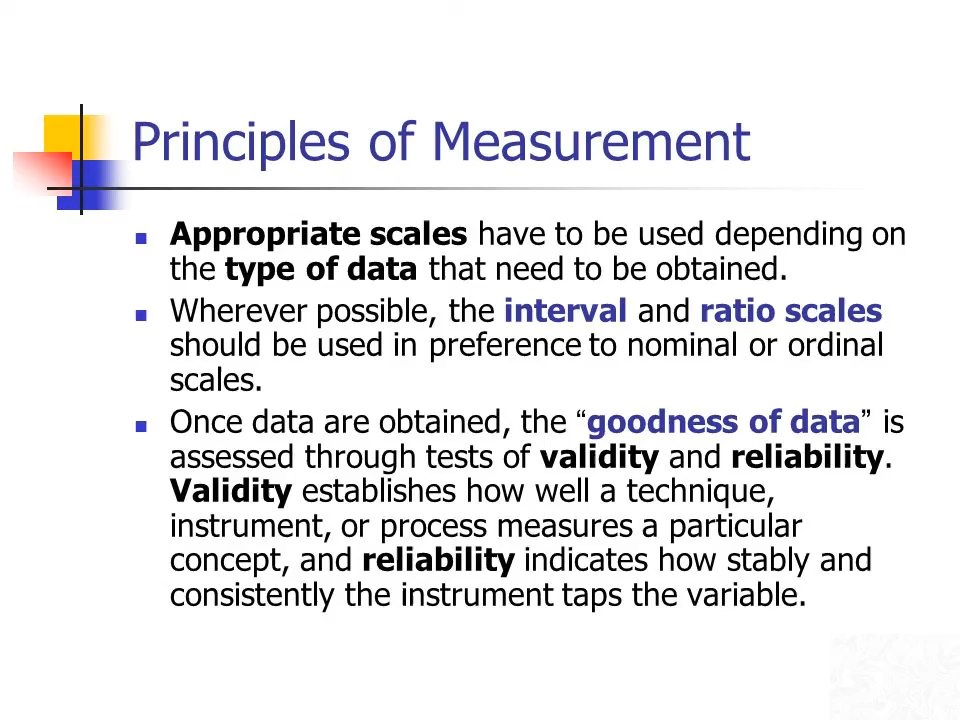 Principles of Measurement
Appropriate scales have to be used depending on
the type of data that need to be obtained.
Wherever possible, the interval and ratio scales
should be used in preference to nominal or ordinal
scales.
Once data are obtained, the “goodness of data” is
assessed through tests of validity and reliability.
Validity establishes how well a technique,
instrument, or process measures a particular
concept, and reliability indicates how stably and
consistently the instrument taps the variable.